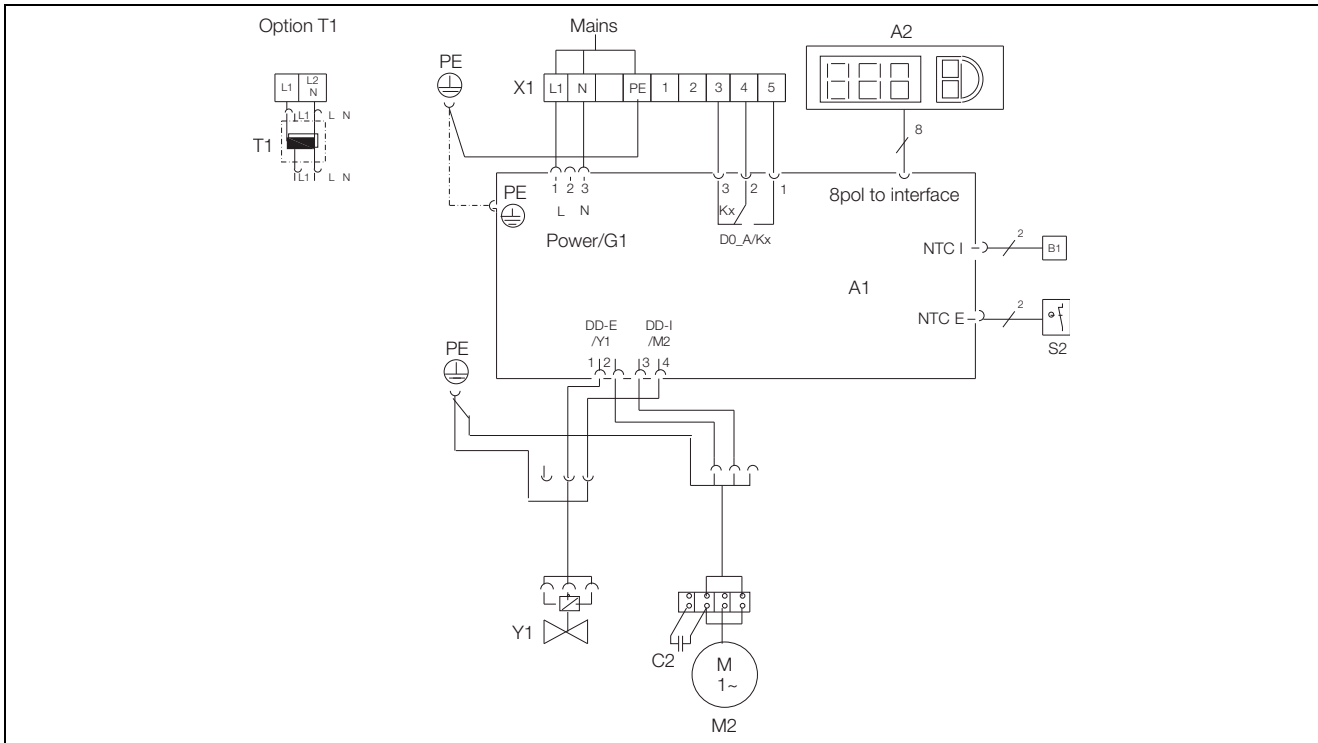 Option T1
Mains
A2
PE
L1 L2
N
X1 L1 N PE 1 2 3 4 5
L1 L N
T1
8
L1 L N
PE
1 2 3
3 2 1
8pol to interface
L N
Kx
Power/G1
D0_A/Kx
NTC I
2
B1
A1
NTC E
2
S2
DD-E
/Y1
DD-I
/M2
1 2 3 4
PE
Y1
C2
M
1~
M2